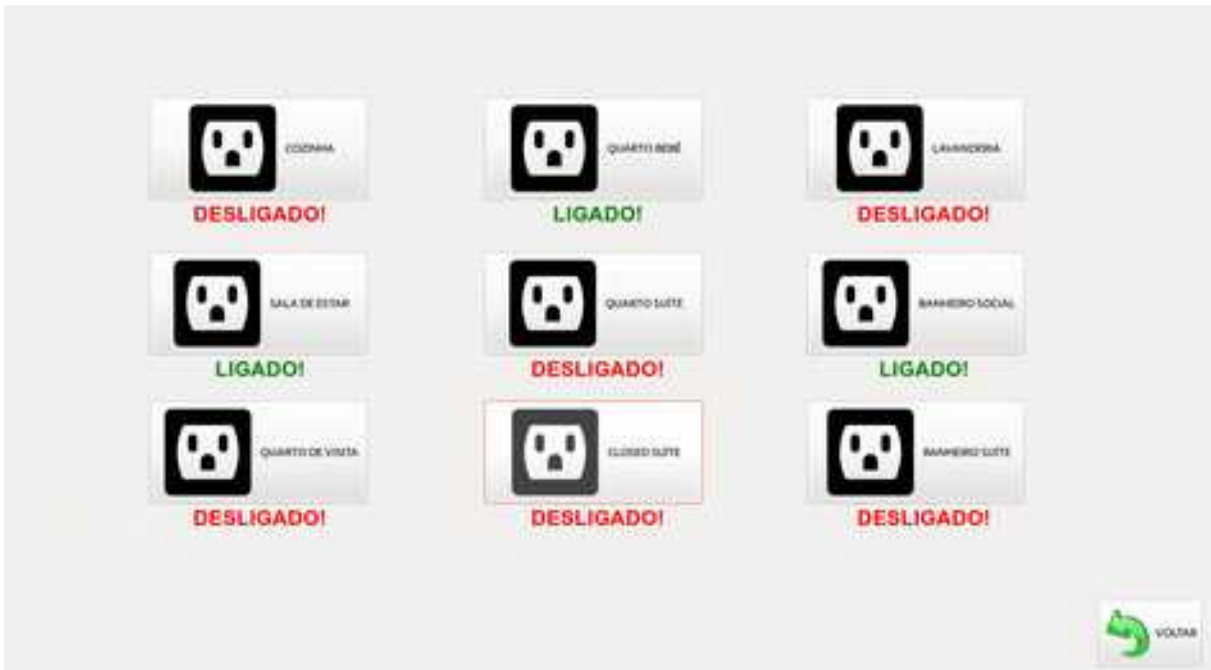 COZINHA
QUARTO BEBÊ
LAVANDERIA
DESLIGADO!
LIGADO!
DESLIGADO!
SALA DE ESTAR
QUARTO SUÍTE
BANHEIRO SOCIAL
LIGADO!
DESLIGADO!
LIGADO!
QUARTO DE VISITA
CLOSED SUÍTE
BANHEIRO SUÍTE
DESLIGADO!
DESLIGADO!
DESLIGADO!
VOLTAR